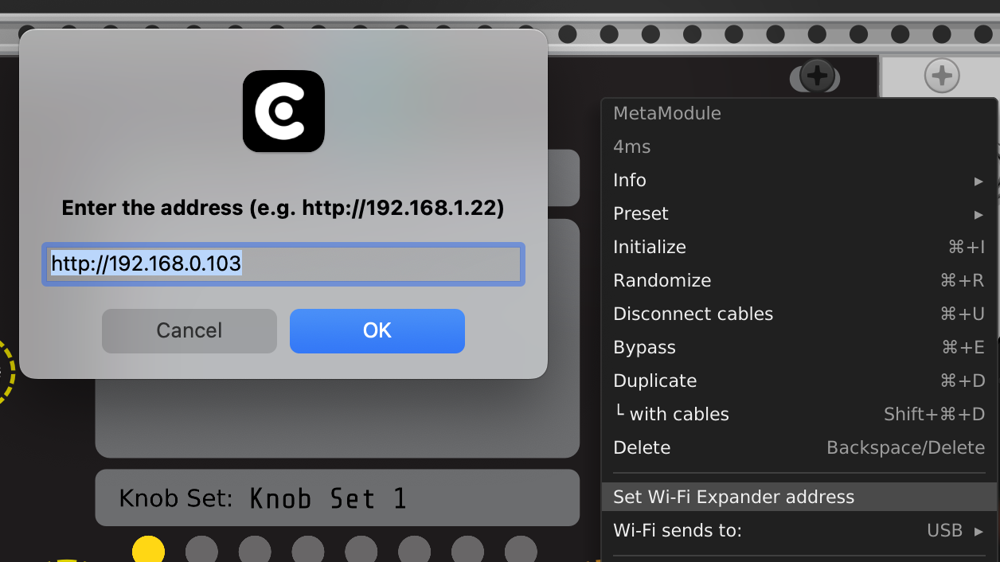 Enter the address (e.g. http://192.168.1.22)
http://192.168.0.103
Cancel
OK
Knob Set: Knob Set 1
MetaModule
4ms
Info ▸
Preset ▸
Initialize ⌘+I
Randomize ⌘+R
Disconnect cables ⌘+U
Bypass ⌘+E
Duplicate ⌘+D
└ with cables Shift+⌘+D
Delete Backspace/Delete
Set Wi-Fi Expander address
Wi-Fi sends to: USB ▸